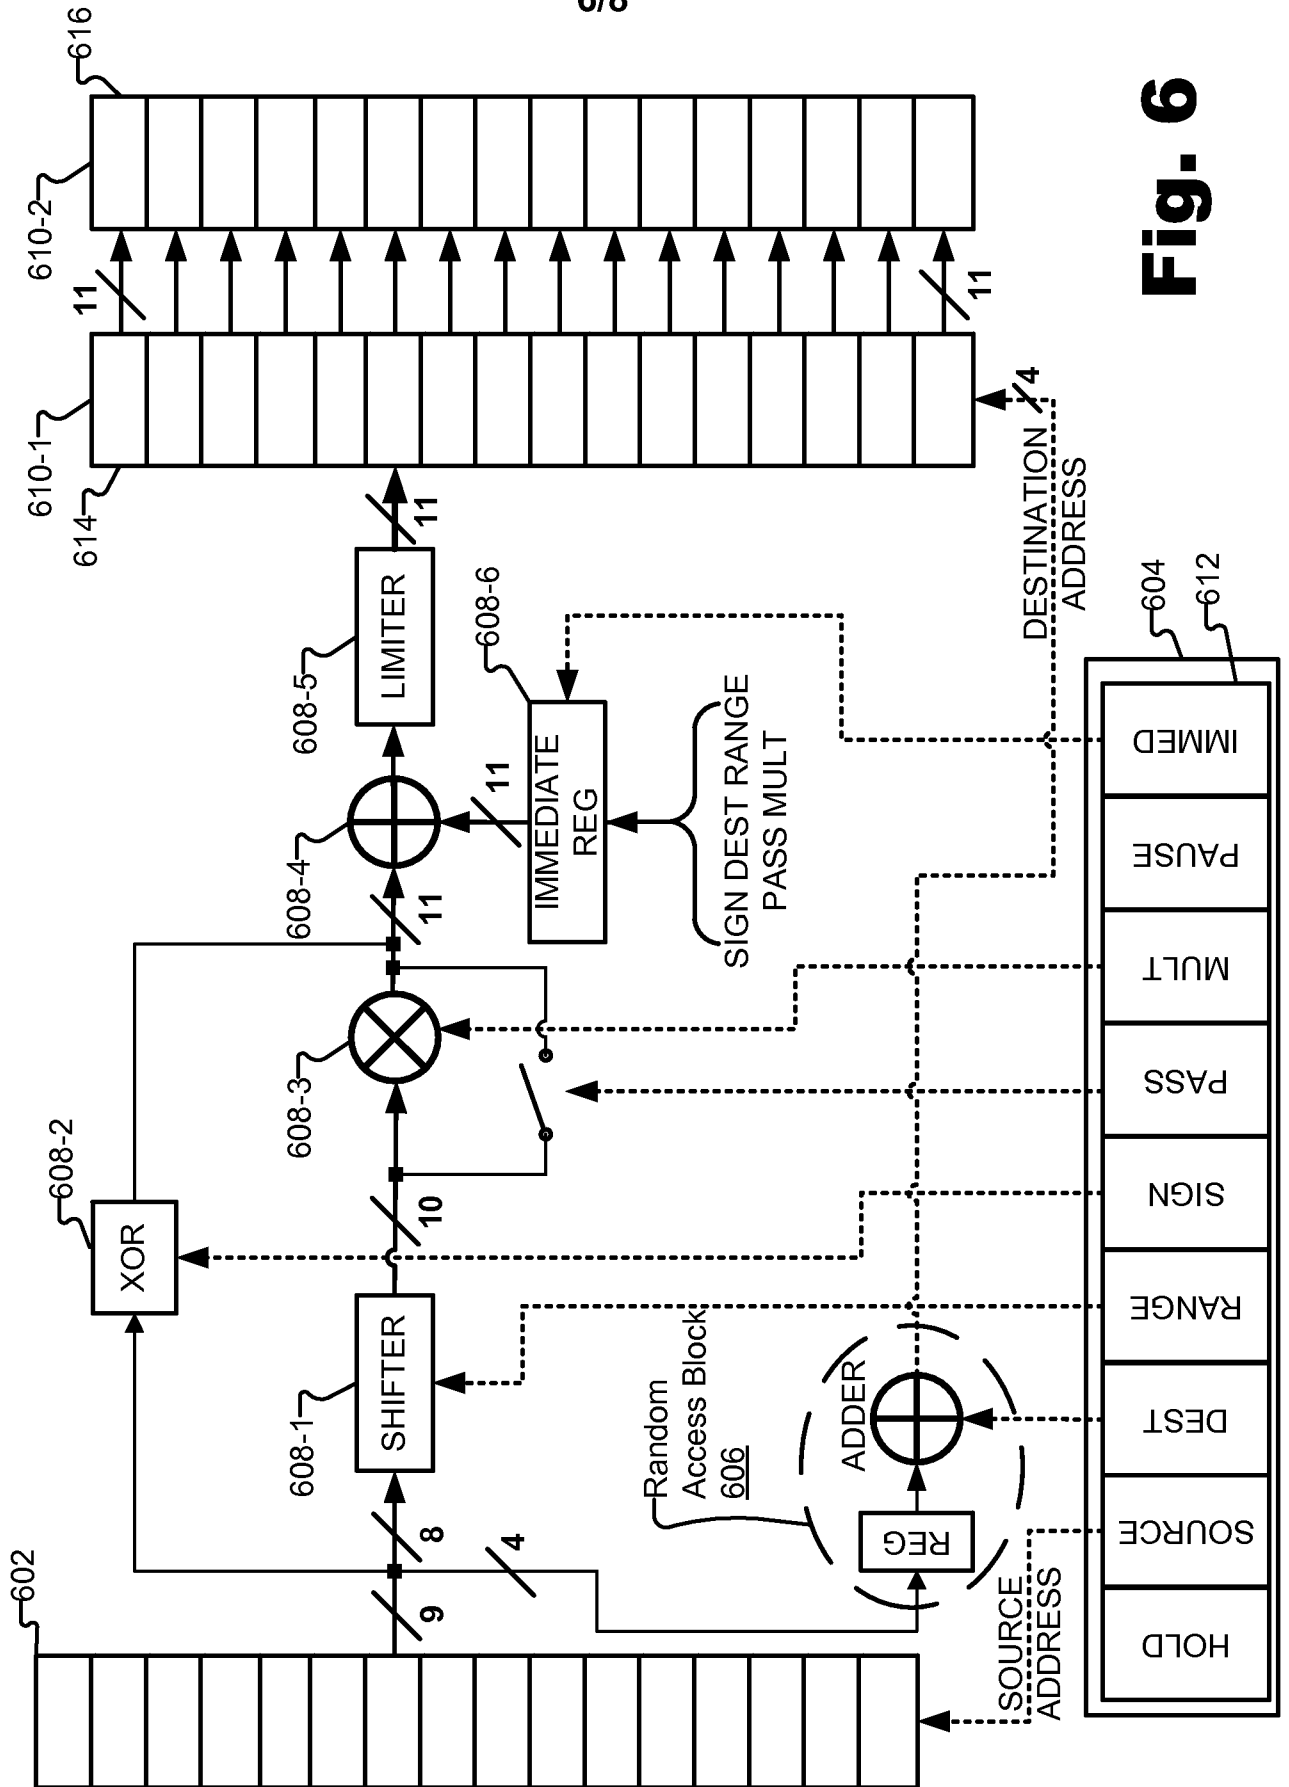 6/8
602
9
8
4
608-1
SHIFTER
608-2
XOR
10
608-3
11
608-4
608-5
LIMITER
11
11
IMMEDIATE
REG
608-6
SIGN DEST RANGE
PASS MULT
610-1
614
11
11
610-2
616
4
DESTINATION
ADDRESS
Random
Access Block
606
ADDER
REG
SOURCE
ADDRESS
HOLD
SOURCE
DEST
RANGE
SIGN
PASS
MULT
PAUSE
IMMED
604
612
Fig. 6